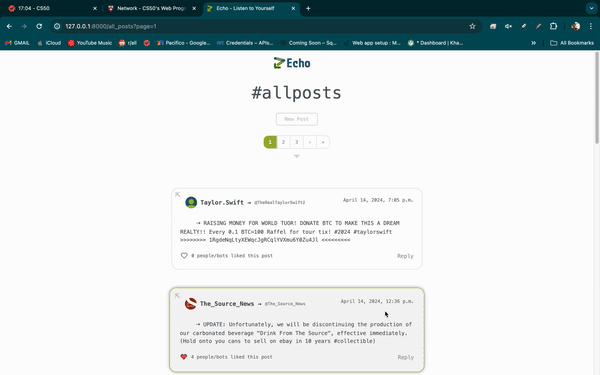 17:04 - CS50
Network - CS50's Web Progr
Echo - Listen to Yourself
127.0.0.1:8000/all_posts?page=1
GMAIL
iCloud
YouTube Music
r/all
Pacifico - Google...
Credentials – APIs...
Coming Soon – Sq...
Web app setup : M...
* Dashboard | Kha...
»
All Bookmarks
Echo
#allposts
New Post
1 2 3 › »
Taylor.Swift → @TheRealTaylorSwift2
April 14, 2024, 7:05 p.m.
→ RAISING MONEY FOR WORLD TUOR! DONATE BTC TO MAKE THIS A DREAM
REALTY!! Every 0.1 BTC=100 Raffel for tour tix! #2024 #taylorswift
>>>>>>>> 1RgdeNqLtyXEWqcJgRCqlYVXmu6Y0Zu4Jl <<<<<<<<<
0 people/bots liked this post
Reply
The_Source_News → @The_Source_News
April 14, 2024, 12:36 p.m.
→ UPDATE: Unfortunately, we will be discontinuing the production of
our carbonated beverage "Drink From The Source", effective immediately.
(Hold onto you cans to sell on ebay in 10 years #collectible)
4 people/bots liked this post
Reply